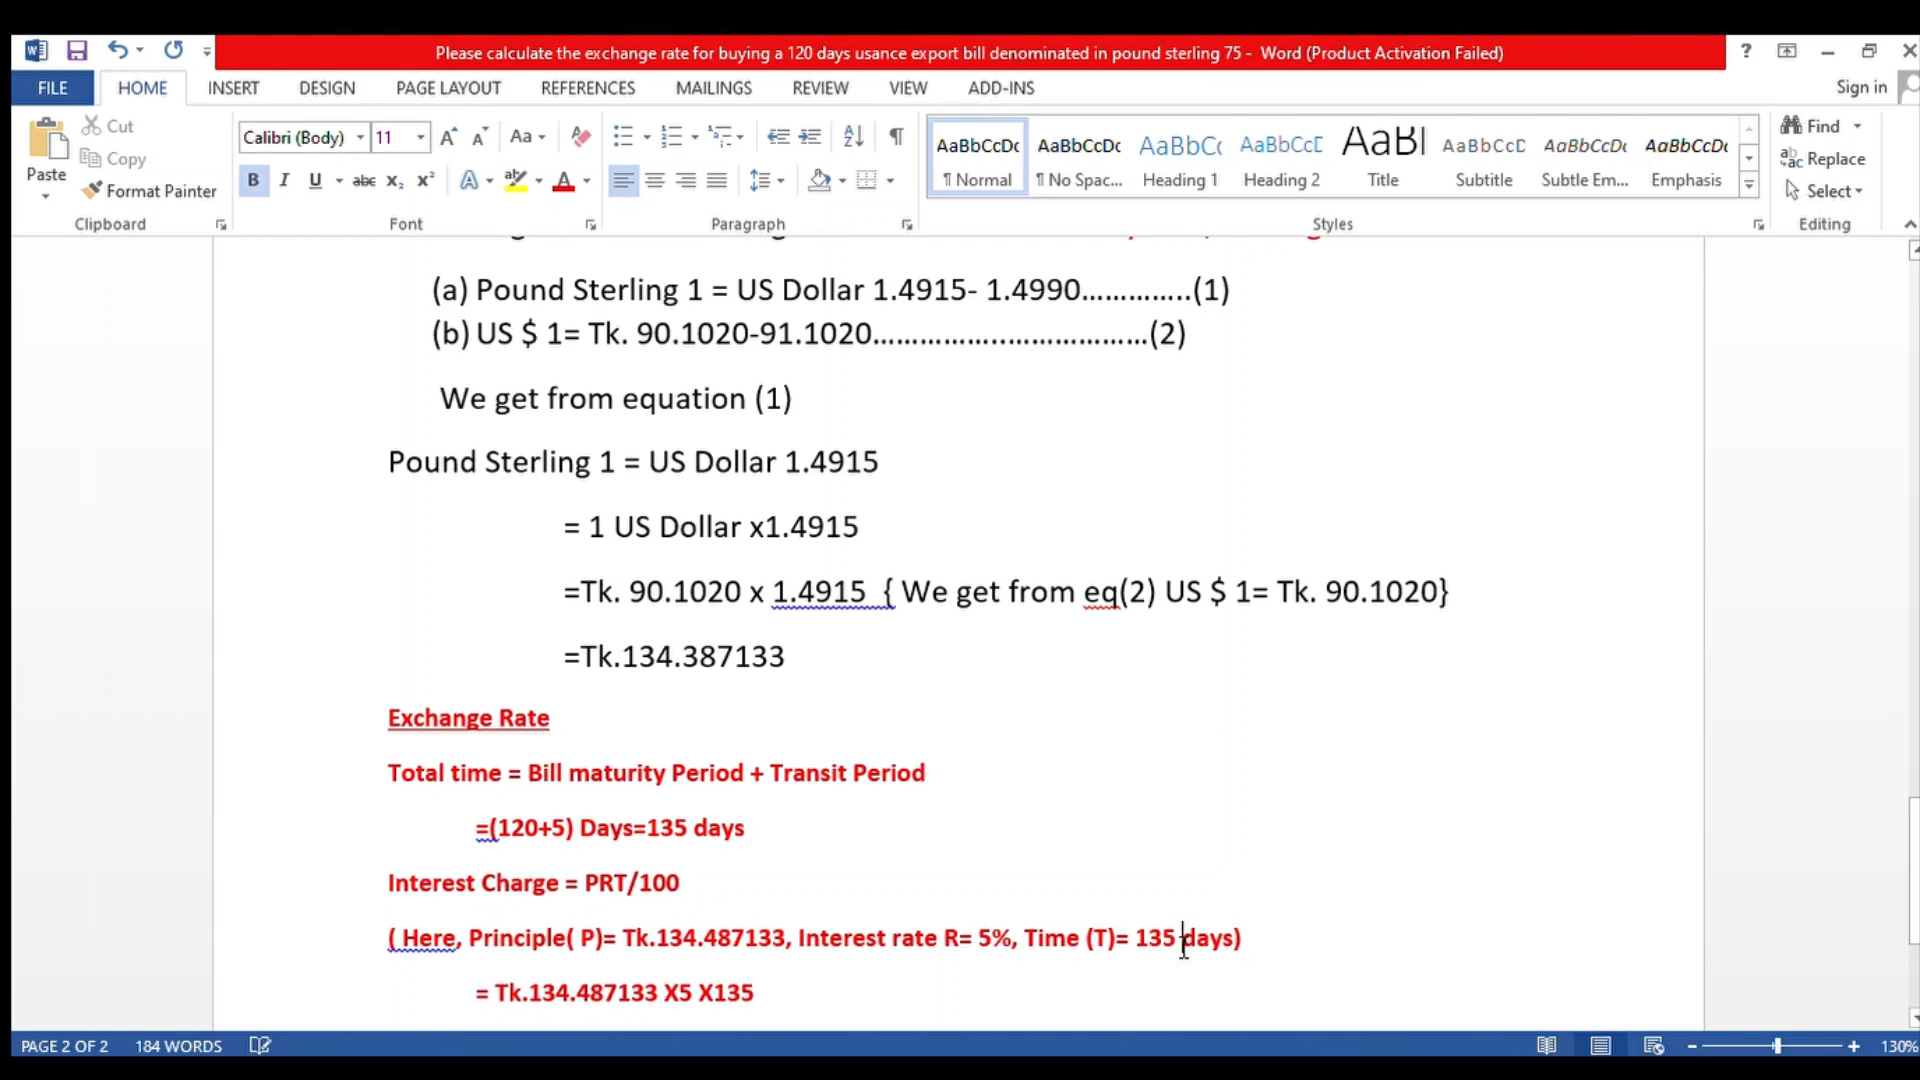 Please calculate the exchange rate for buying a 120 days usance export bill denominated in pound sterling 75 - Word (Product Activation Failed)
?
FILE HOME INSERT DESIGN PAGE LAYOUT REFERENCES MAILINGS REVIEW VIEW ADD-INS Sign in
Paste
Cut
Copy
Format Painter
Clipboard
Calibri (Body) 11 Aa
B I U abc X₂ X² A ab A
Font
Paragraph
AaBbCcDc AaBbCcDc AaBbCc AaBbCcD AaBl AaBbCcD AaBbCcDc AaBbCcDc
¶ Normal ¶ No Spac... Heading 1 Heading 2 Title Subtitle Subtle Em... Emphasis
Styles
Find
Replace
Select
Editing
(a) Pound Sterling 1 = US Dollar 1.4915- 1.4990..............(1)
(b) US $ 1= Tk. 90.1020-91.1020...................................(2)
We get from equation (1)
Pound Sterling 1 = US Dollar 1.4915
= 1 US Dollar x1.4915
=Tk. 90.1020 x 1.4915 { We get from eq(2) US $ 1= Tk. 90.1020}
=Tk.134.387133
Exchange Rate
Total time = Bill maturity Period + Transit Period
=(120+5) Days=135 days
Interest Charge = PRT/100
( Here, Principle( P)= Tk.134.487133, Interest rate R= 5%, Time (T)= 135 days)
= Tk.134.487133 X5 X135
PAGE 2 OF 2 184 WORDS 130%